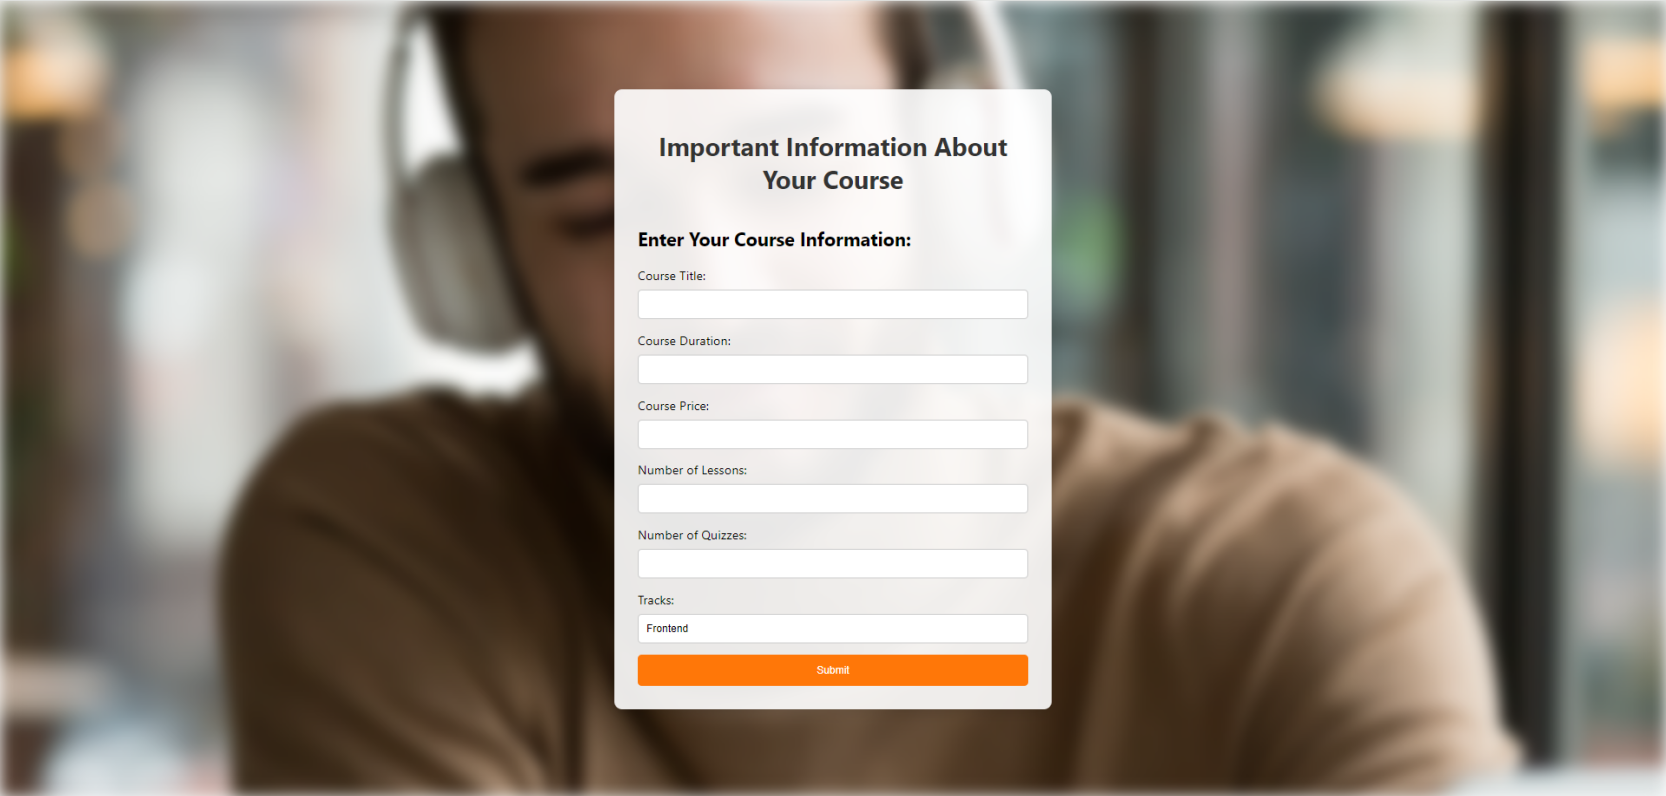 Important Information About
Your Course
Enter Your Course Information:
Course Title:
Course Duration:
Course Price:
Number of Lessons:
Number of Quizzes:
Tracks:
Frontend
Submit